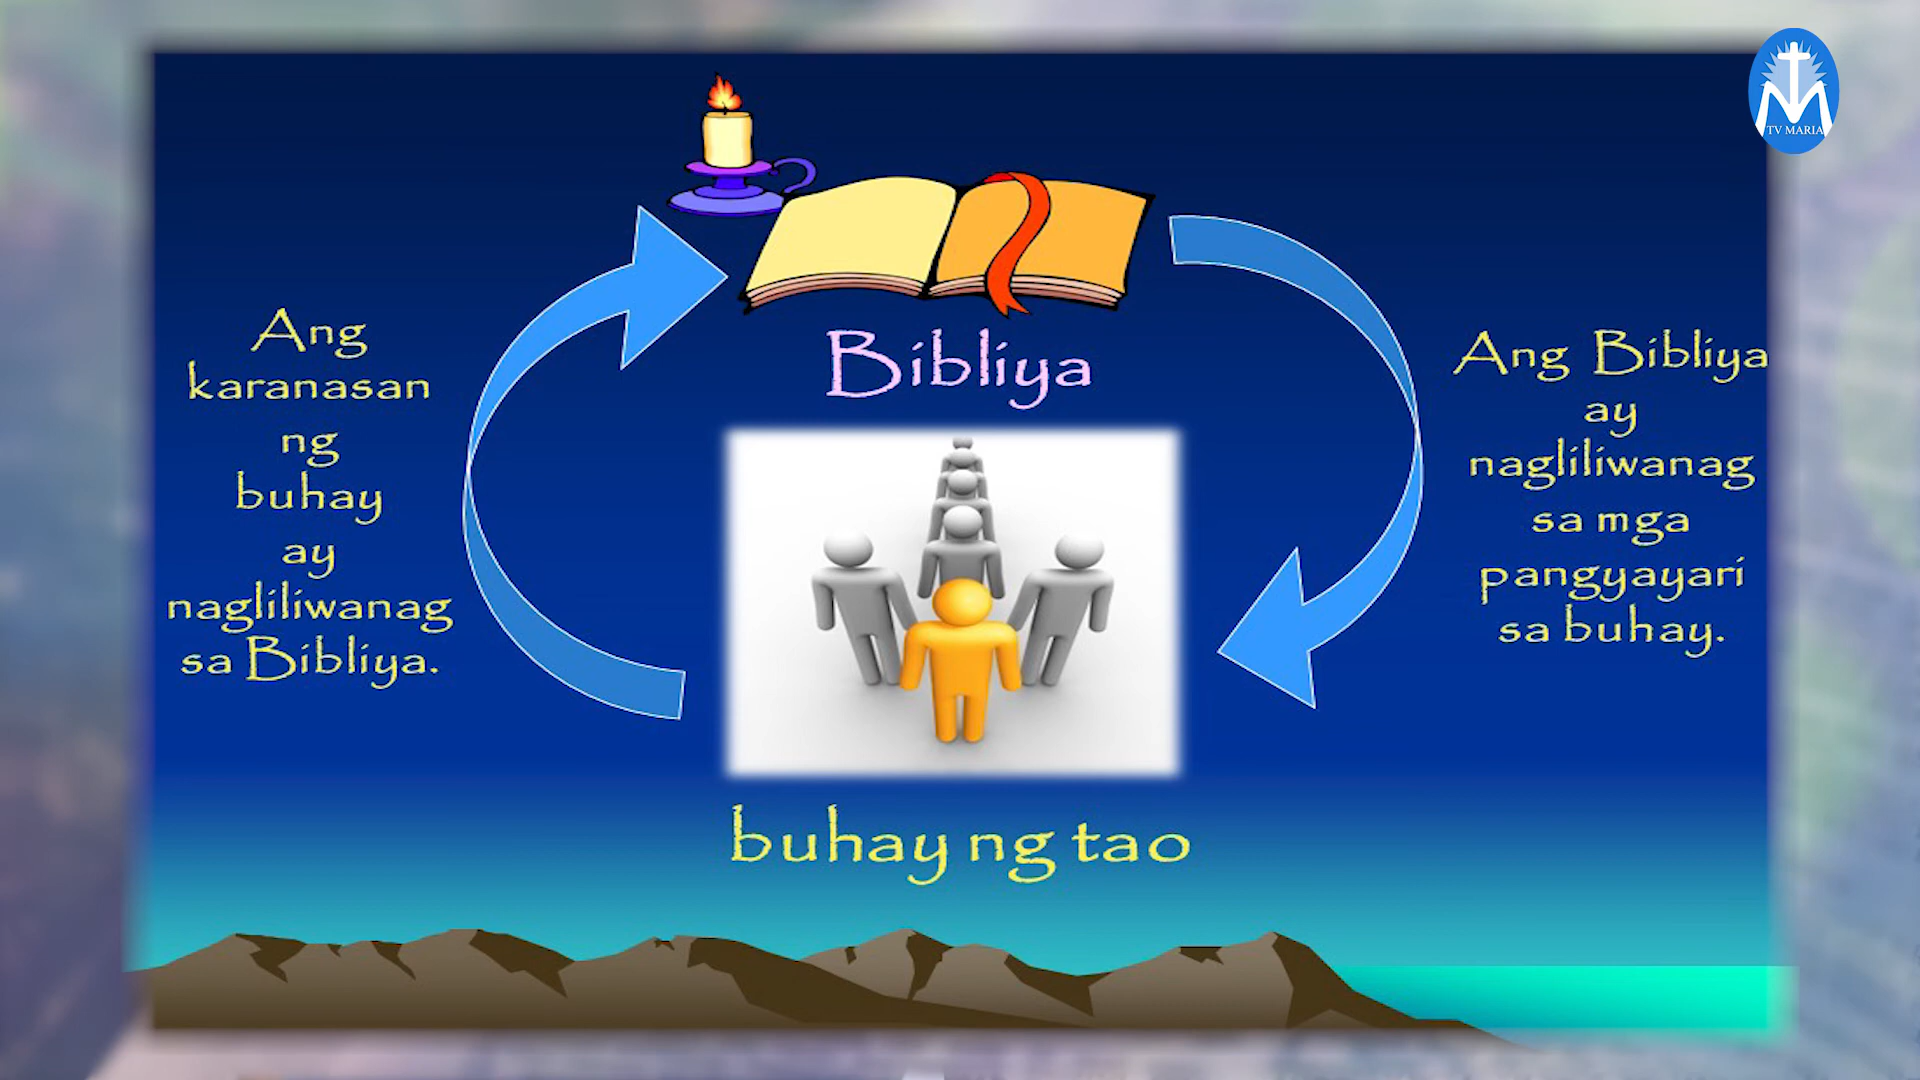 TV MARIA
Bibliya
Ang
karanasan
ng
buhay
ay
nagliliwanag
sa Bibliya.
Ang Bibliya
ay
nagliliwanag
sa mga
pangyayari
sa buhay.
buhay ng tao